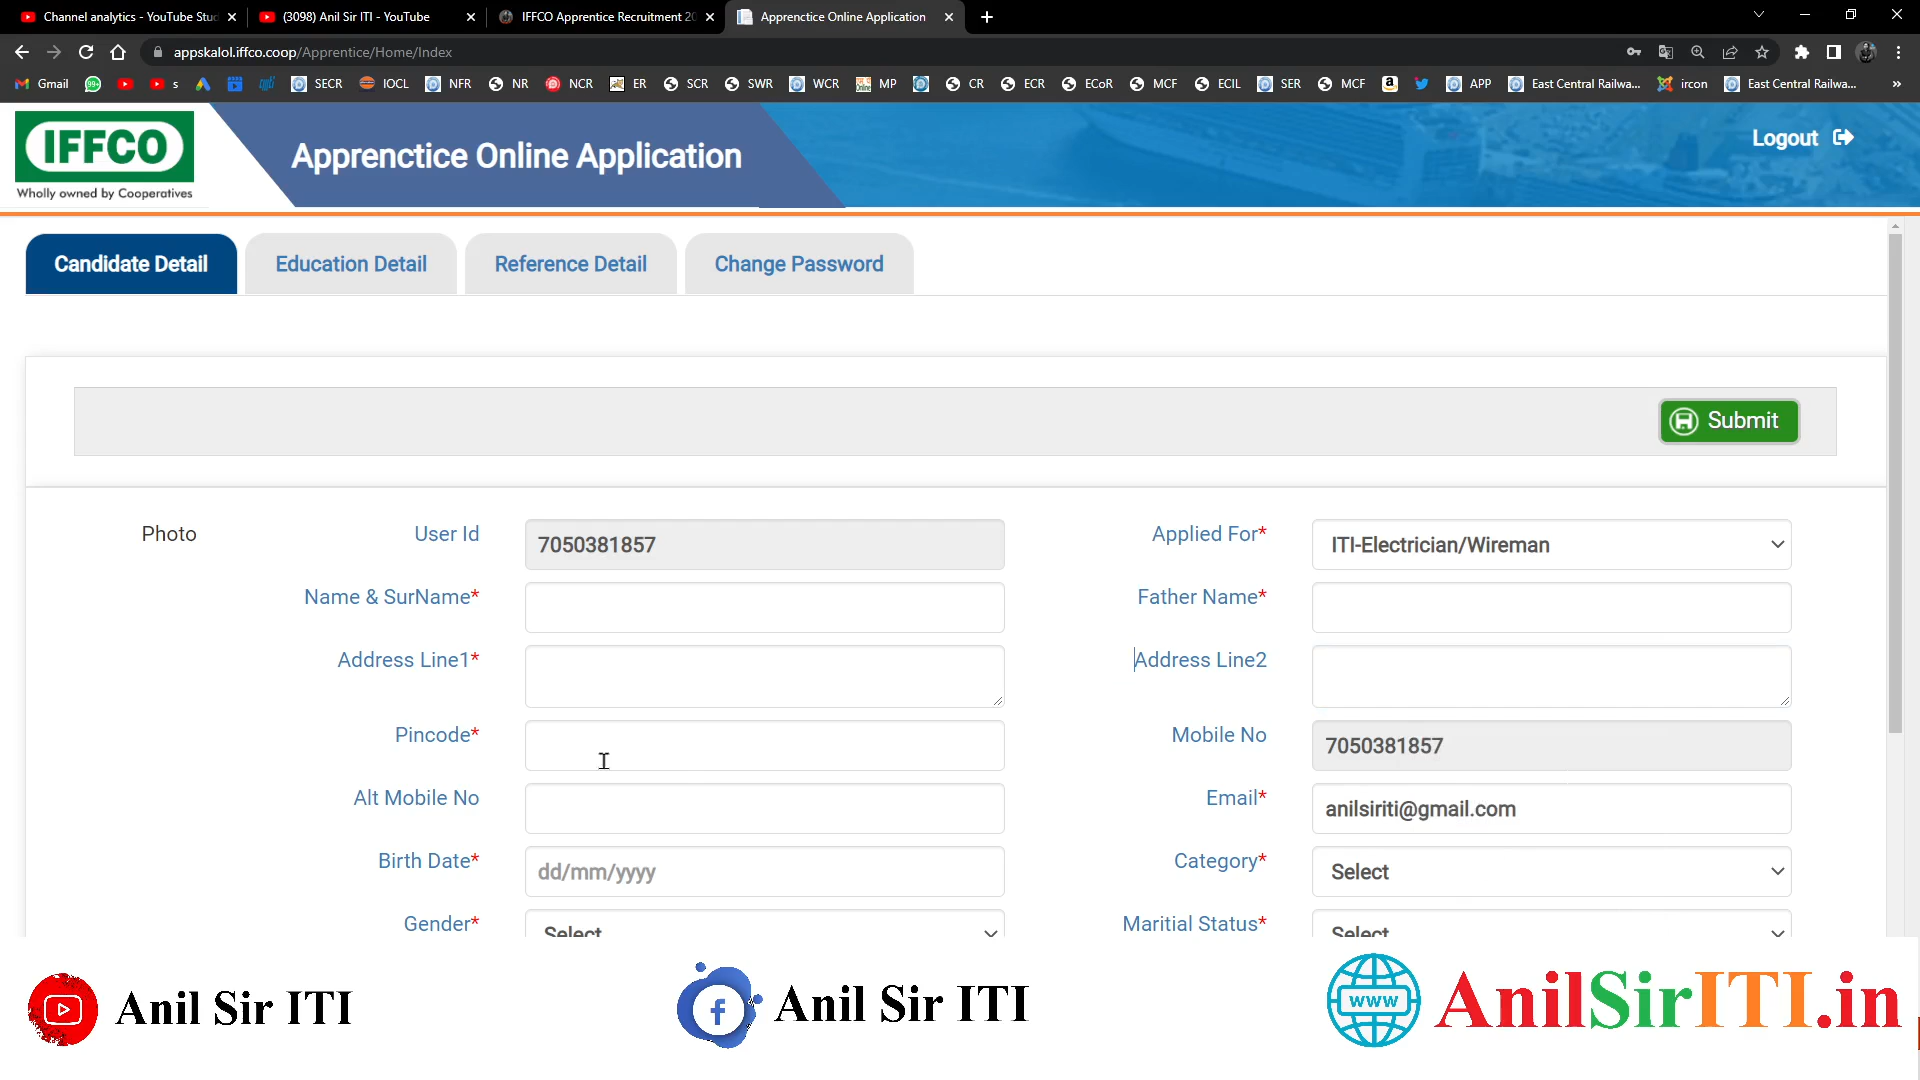 Channel analytics - YouTube Stu
(3098) Anil Sir ITI - YouTube
IFFCO Apprentice Recruitment 20
Apprenctice Online Application
appskalol.iffco.coop/Apprentice/Home/Index
Gmail
99+
s
SECR
IOCL
NFR
NR
NCR
ER
SCR
SWR
WCR
MP
CR
ECR
ECoR
MCF
ECIL
SER
MCF
APP
East Central Railwa...
ircon
East Central Railwa...
»
IFFCO
Wholly owned by Cooperatives
Apprenctice Online Application
Logout
Candidate Detail
Education Detail
Reference Detail
Change Password
Submit
Photo
User Id
7050381857
Applied For*
ITI-Electrician/Wireman
Name & SurName*
Father Name*
Address Line1*
Address Line2
Pincode*
Mobile No
7050381857
Alt Mobile No
Email*
anilsiriti@gmail.com
Birth Date*
dd/mm/yyyy
Category*
Select
Gender*
Select
Maritial Status*
Select
Anil Sir ITI
f
Anil Sir ITI
www
AnilSirITI.in